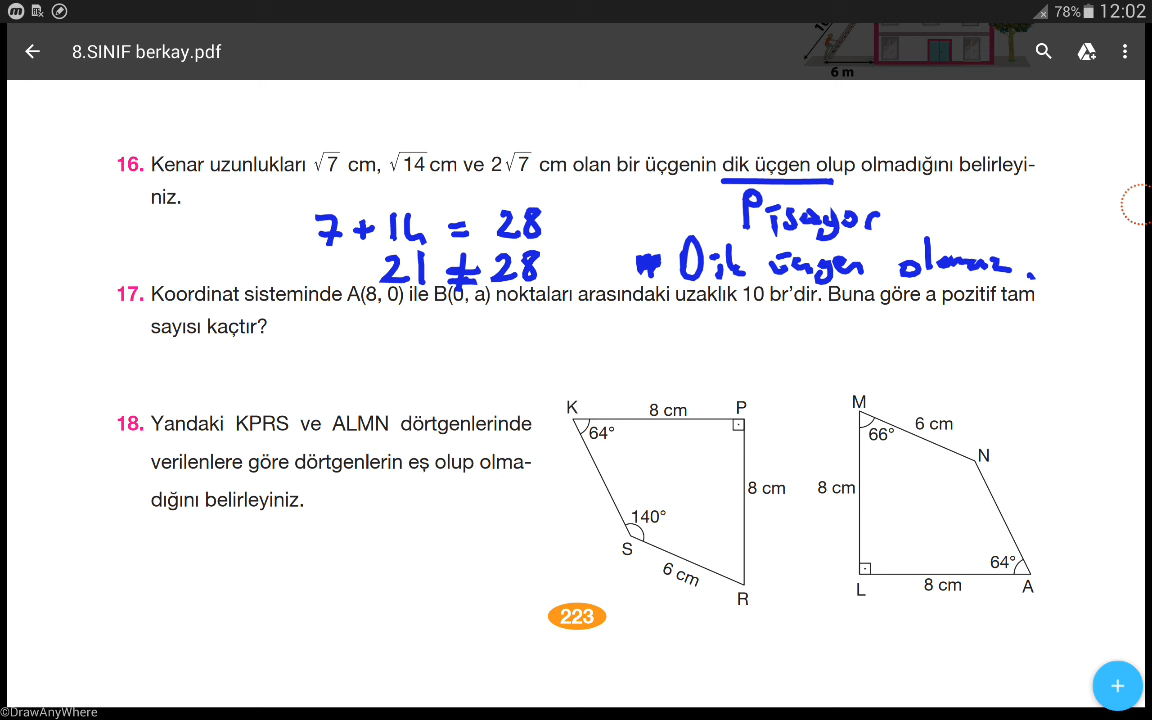 78% 12:02
8.SINIF berkay.pdf
6 m
16. Kenar uzunlukları √7 cm, √14 cm ve 2√7 cm olan bir üçgenin dik üçgen olup olmadığını belirleyi-
niz.
Pisagor
7 + 14 = 28
21 ≠ 28 ⇒ Dik üçgen olamaz.
17. Koordinat sisteminde A(8, 0) ile B(0, a) noktaları arasındaki uzaklık 10 br'dir. Buna göre a pozitif tam
sayısı kaçtır?
18. Yandaki KPRS ve ALMN dörtgenlerinde
verilenlere göre dörtgenlerin eş olup olma-
dığını belirleyiniz.
K 8 cm P
64°
8 cm
140°
S
6 cm
R
M
66° 6 cm
N
8 cm
64°
L 8 cm A
223
©DrawAnyWhere